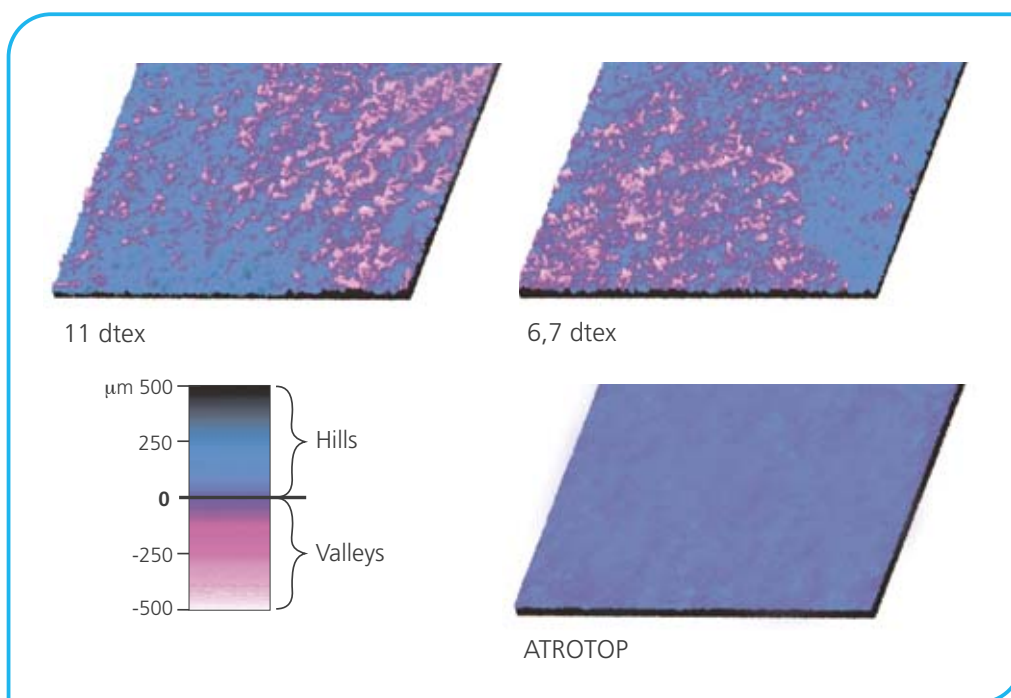 11 dtex
6,7 dtex
μm 500
250
Hills
0
-250
Valleys
-500
ATROTOP